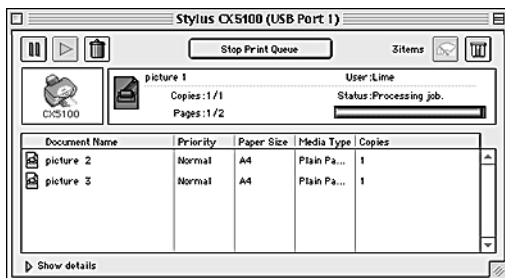 Stylus CX5100 (USB Port 1)
Stop Print Queue
3items
picture 1
User :Lime
Copies:1/1
Status:Processing job.
CX5100
Pages:1/2
Document Name Priority Paper Size Media Type Copies
picture 2 Normal A4 Plain Pa... 1
picture 3 Normal A4 Plain Pa... 1
Show details